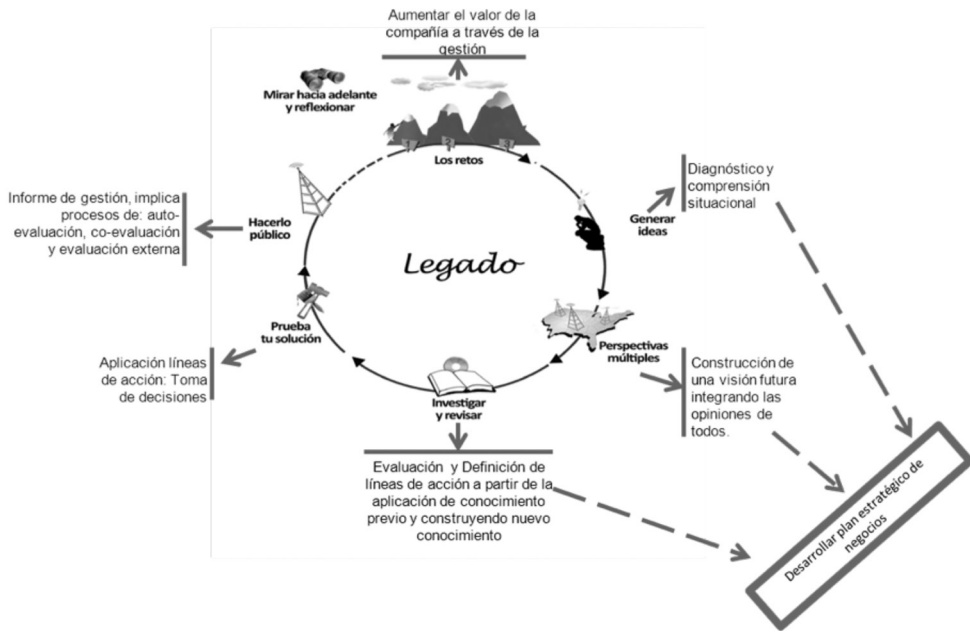 Aumentar el valor de la
compañía a través de la
gestión
Mirar hacia adelante
y reflexionar
Los retos
Diagnóstico y
comprensión
situacional
Generar
ideas
Informe de gestión, implica
procesos de: auto-
evaluación, co-evaluación
y evaluación externa
Hacerlo
público
Legado
Prueba
tu solución
Perspectivas
múltiples
Aplicación líneas
de acción: Toma
de decisiones
Construcción de
una visión futura
integrando las
opiniones de
todos.
Investigar
y revisar
Evaluación y Definición de
líneas de acción a partir de la
aplicación de conocimiento
previo y construyendo nuevo
conocimiento
Desarrollar plan estratégico de
negocios